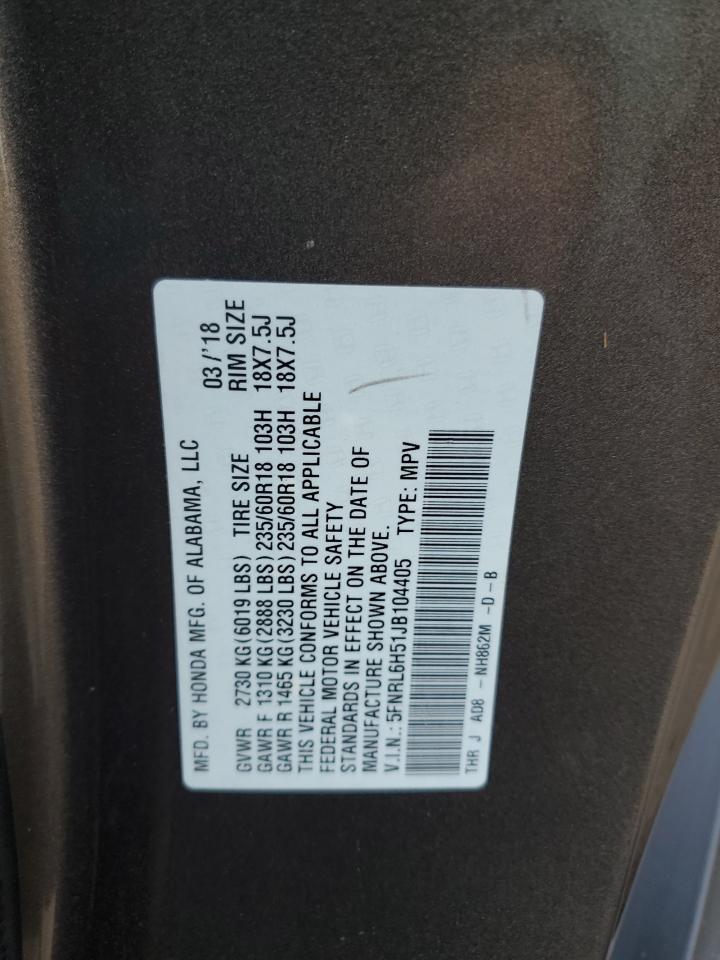 MFD. BY HONDA MFG. OF ALABAMA, LLC 03/'18
GVWR 2730 KG(6019 LBS) TIRE SIZE RIM SIZE
GAWR F 1310 KG(2888 LBS)235/60R18 103H 18X7.5J
GAWR R 1465 KG(3230 LBS)235/60R18 103H 18X7.5J
THIS VEHICLE CONFORMS TO ALL APPLICABLE
FEDERAL MOTOR VEHICLE SAFETY
STANDARDS IN EFFECT ON THE DATE OF
MANUFACTURE SHOWN ABOVE.
V.I.N.: 5FNRL6H51JB104405 TYPE: MPV
THR J AD8 - NH862M -D-B